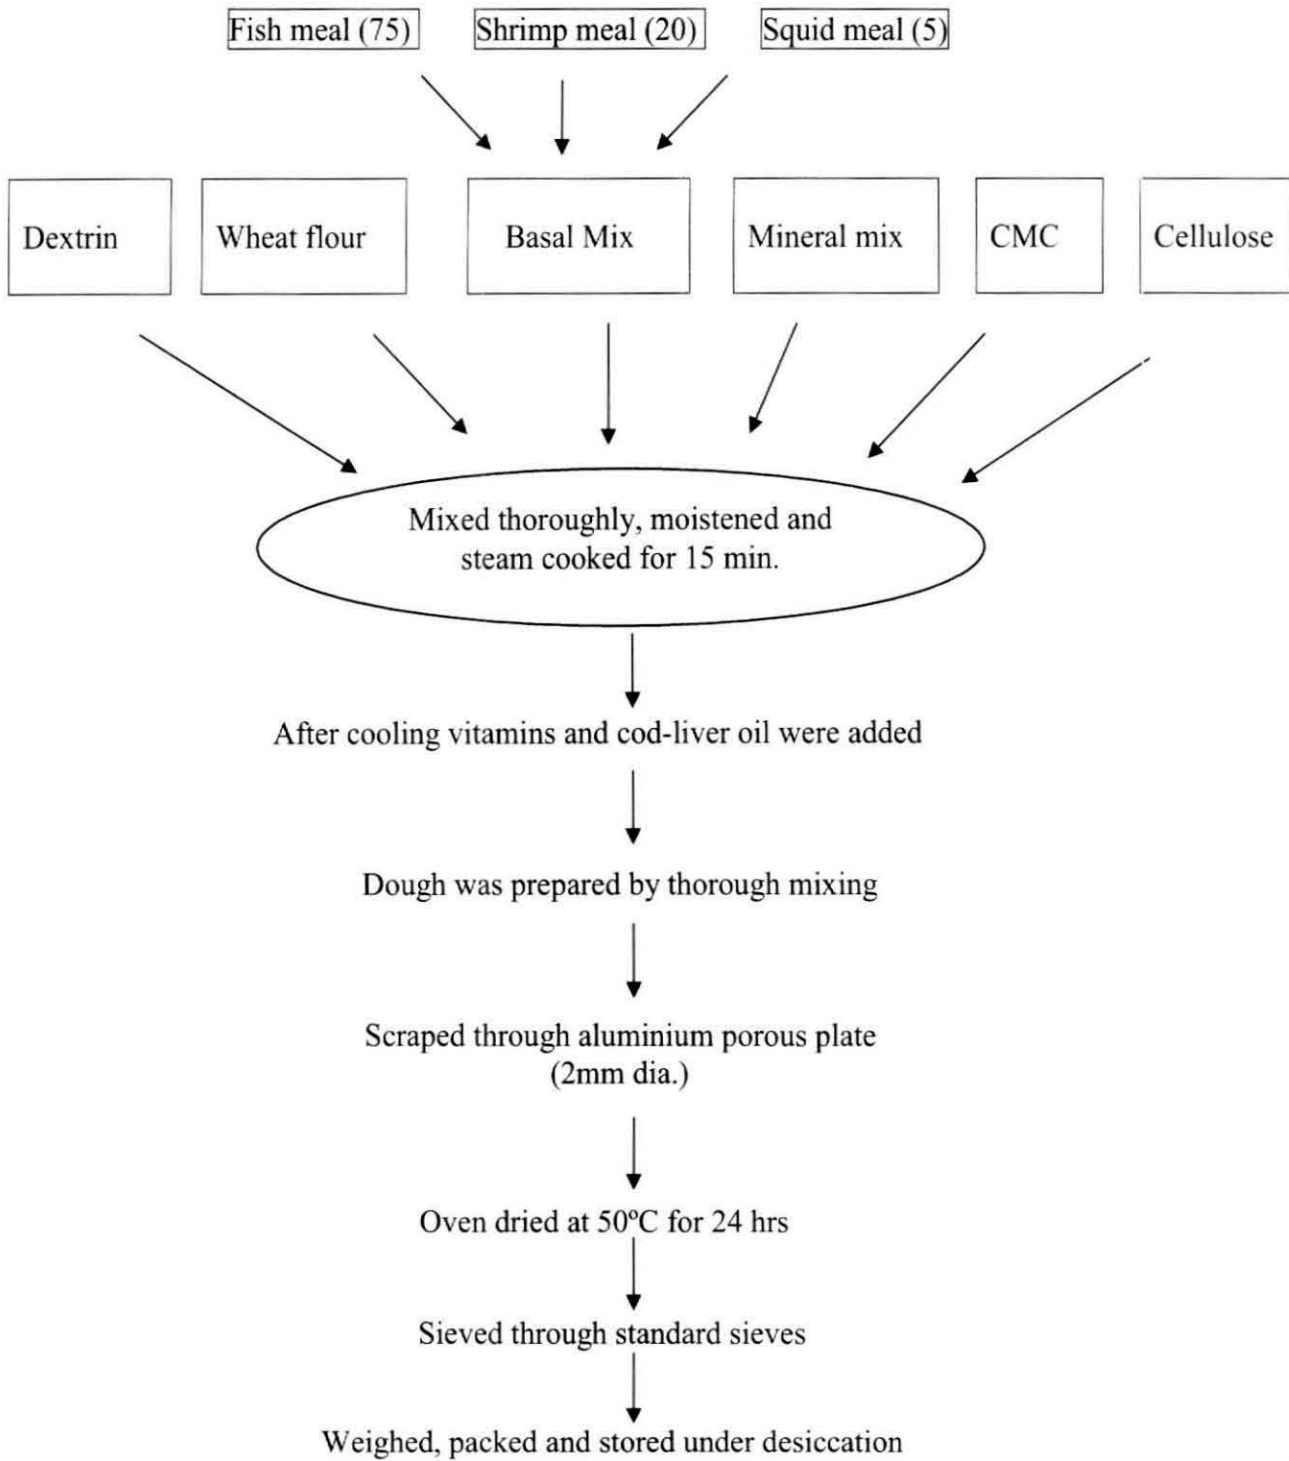 Fish meal (75) Shrimp meal (20) Squid meal (5)
Dextrin Wheat flour Basal Mix Mineral mix CMC Cellulose
Mixed thoroughly, moistened and
steam cooked for 15 min.
After cooling vitamins and cod-liver oil were added
Dough was prepared by thorough mixing
Scraped through aluminium porous plate
(2mm dia.)
Oven dried at 50ºC for 24 hrs
Sieved through standard sieves
Weighed, packed and stored under desiccation